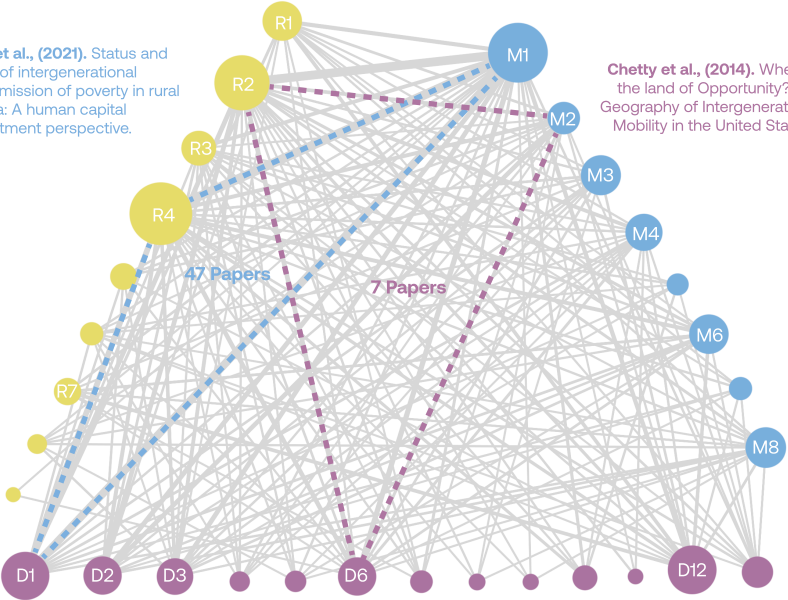 R1
M1
et al., (2021). Status and
of intergenerational
mission of poverty in rural
a: A human capital
tment perspective.
Chetty et al., (2014). Whe
the land of Opportunity?
Geography of Intergenerat
Mobility in the United Sta
R2
M2
R3
M3
R4
M4
47 Papers
7 Papers
M6
R7
M8
D1
D2
D3
D6
D12